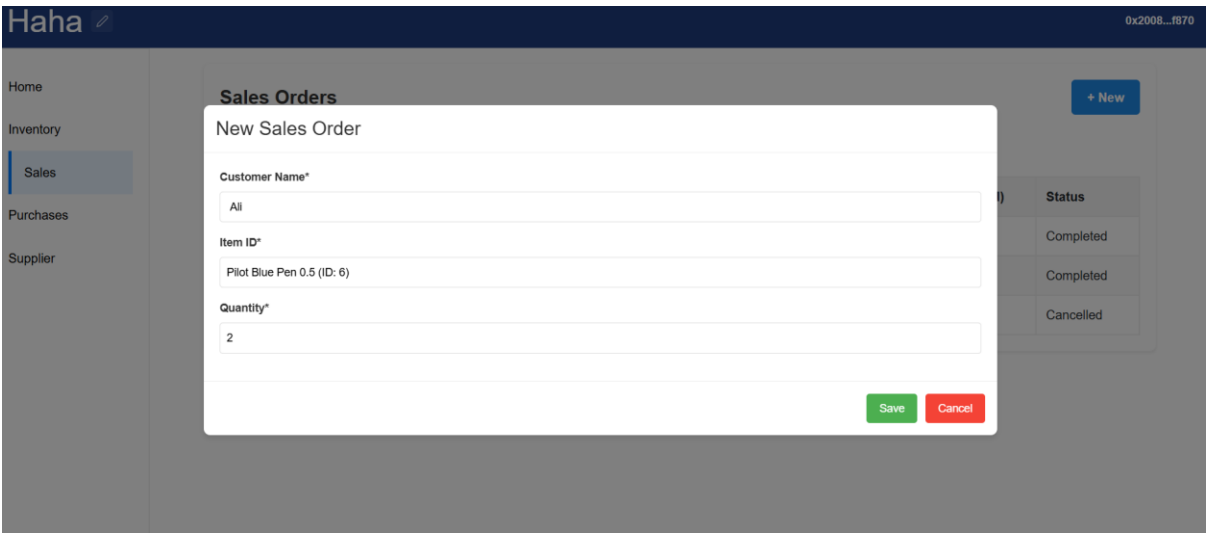 Haha
0x2008...f870
Home
Inventory
Sales
Purchases
Supplier
Sales Orders
+ New
New Sales Order
Customer Name*
Ali
Item ID*
Pilot Blue Pen 0.5 (ID: 6)
Quantity*
2
Save
Cancel
Status
Completed
Completed
Cancelled